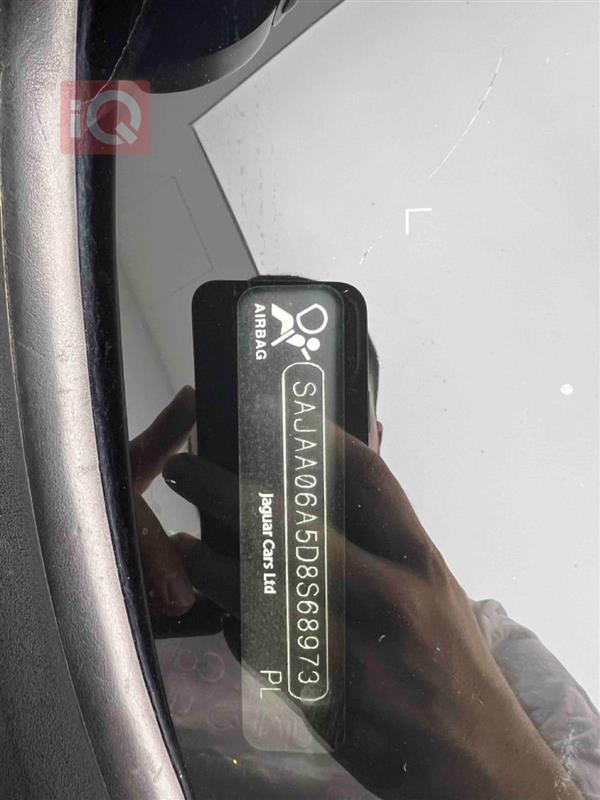 iQ
AIRBAG
SAJAA06A5D8S68973
Jaguar Cars Ltd
PL